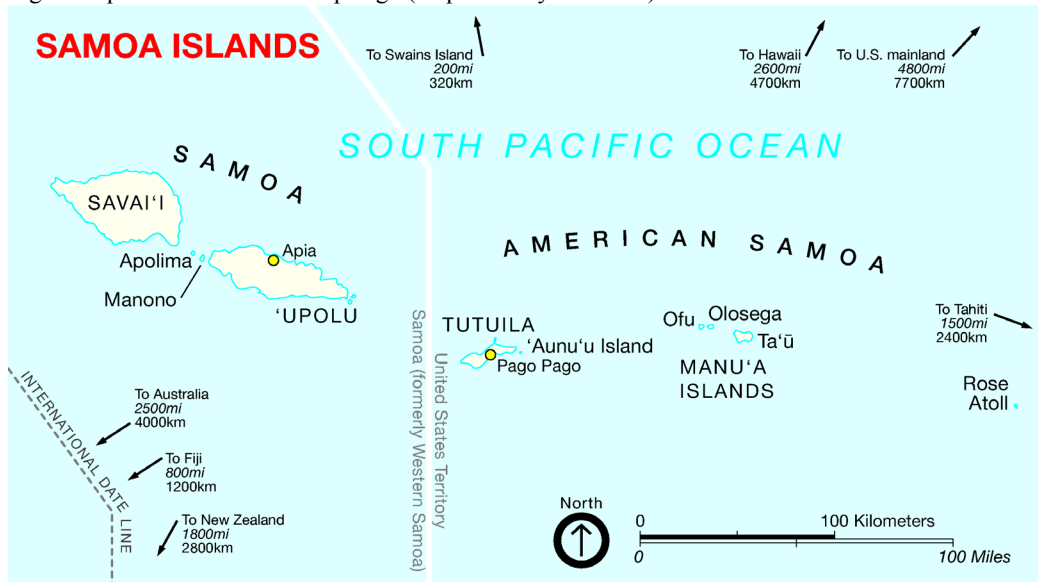 SAMOA ISLANDS
To Swains Island
200mi
320km
To Hawaii
2600mi
4700km
To U.S. mainland
4800mi
7700km
SOUTH PACIFIC OCEAN
SAMOA
SAVAI‘I
Apolima
Manono
Apia
‘UPOLU
AMERICAN SAMOA
TUTUILA
‘Aunu‘u Island
Pago Pago
Ofu
Olosega
Ta‘ū
MANU‘A
ISLANDS
To Tahiti
1500mi
2400km
Rose
Atoll
Samoa (formerly Western Samoa)
United States Territory
INTERNATIONAL DATE LINE
To Australia
2500mi
4000km
To Fiji
800mi
1200km
To New Zealand
1800mi
2800km
North
0 100 Kilometers
0 100 Miles